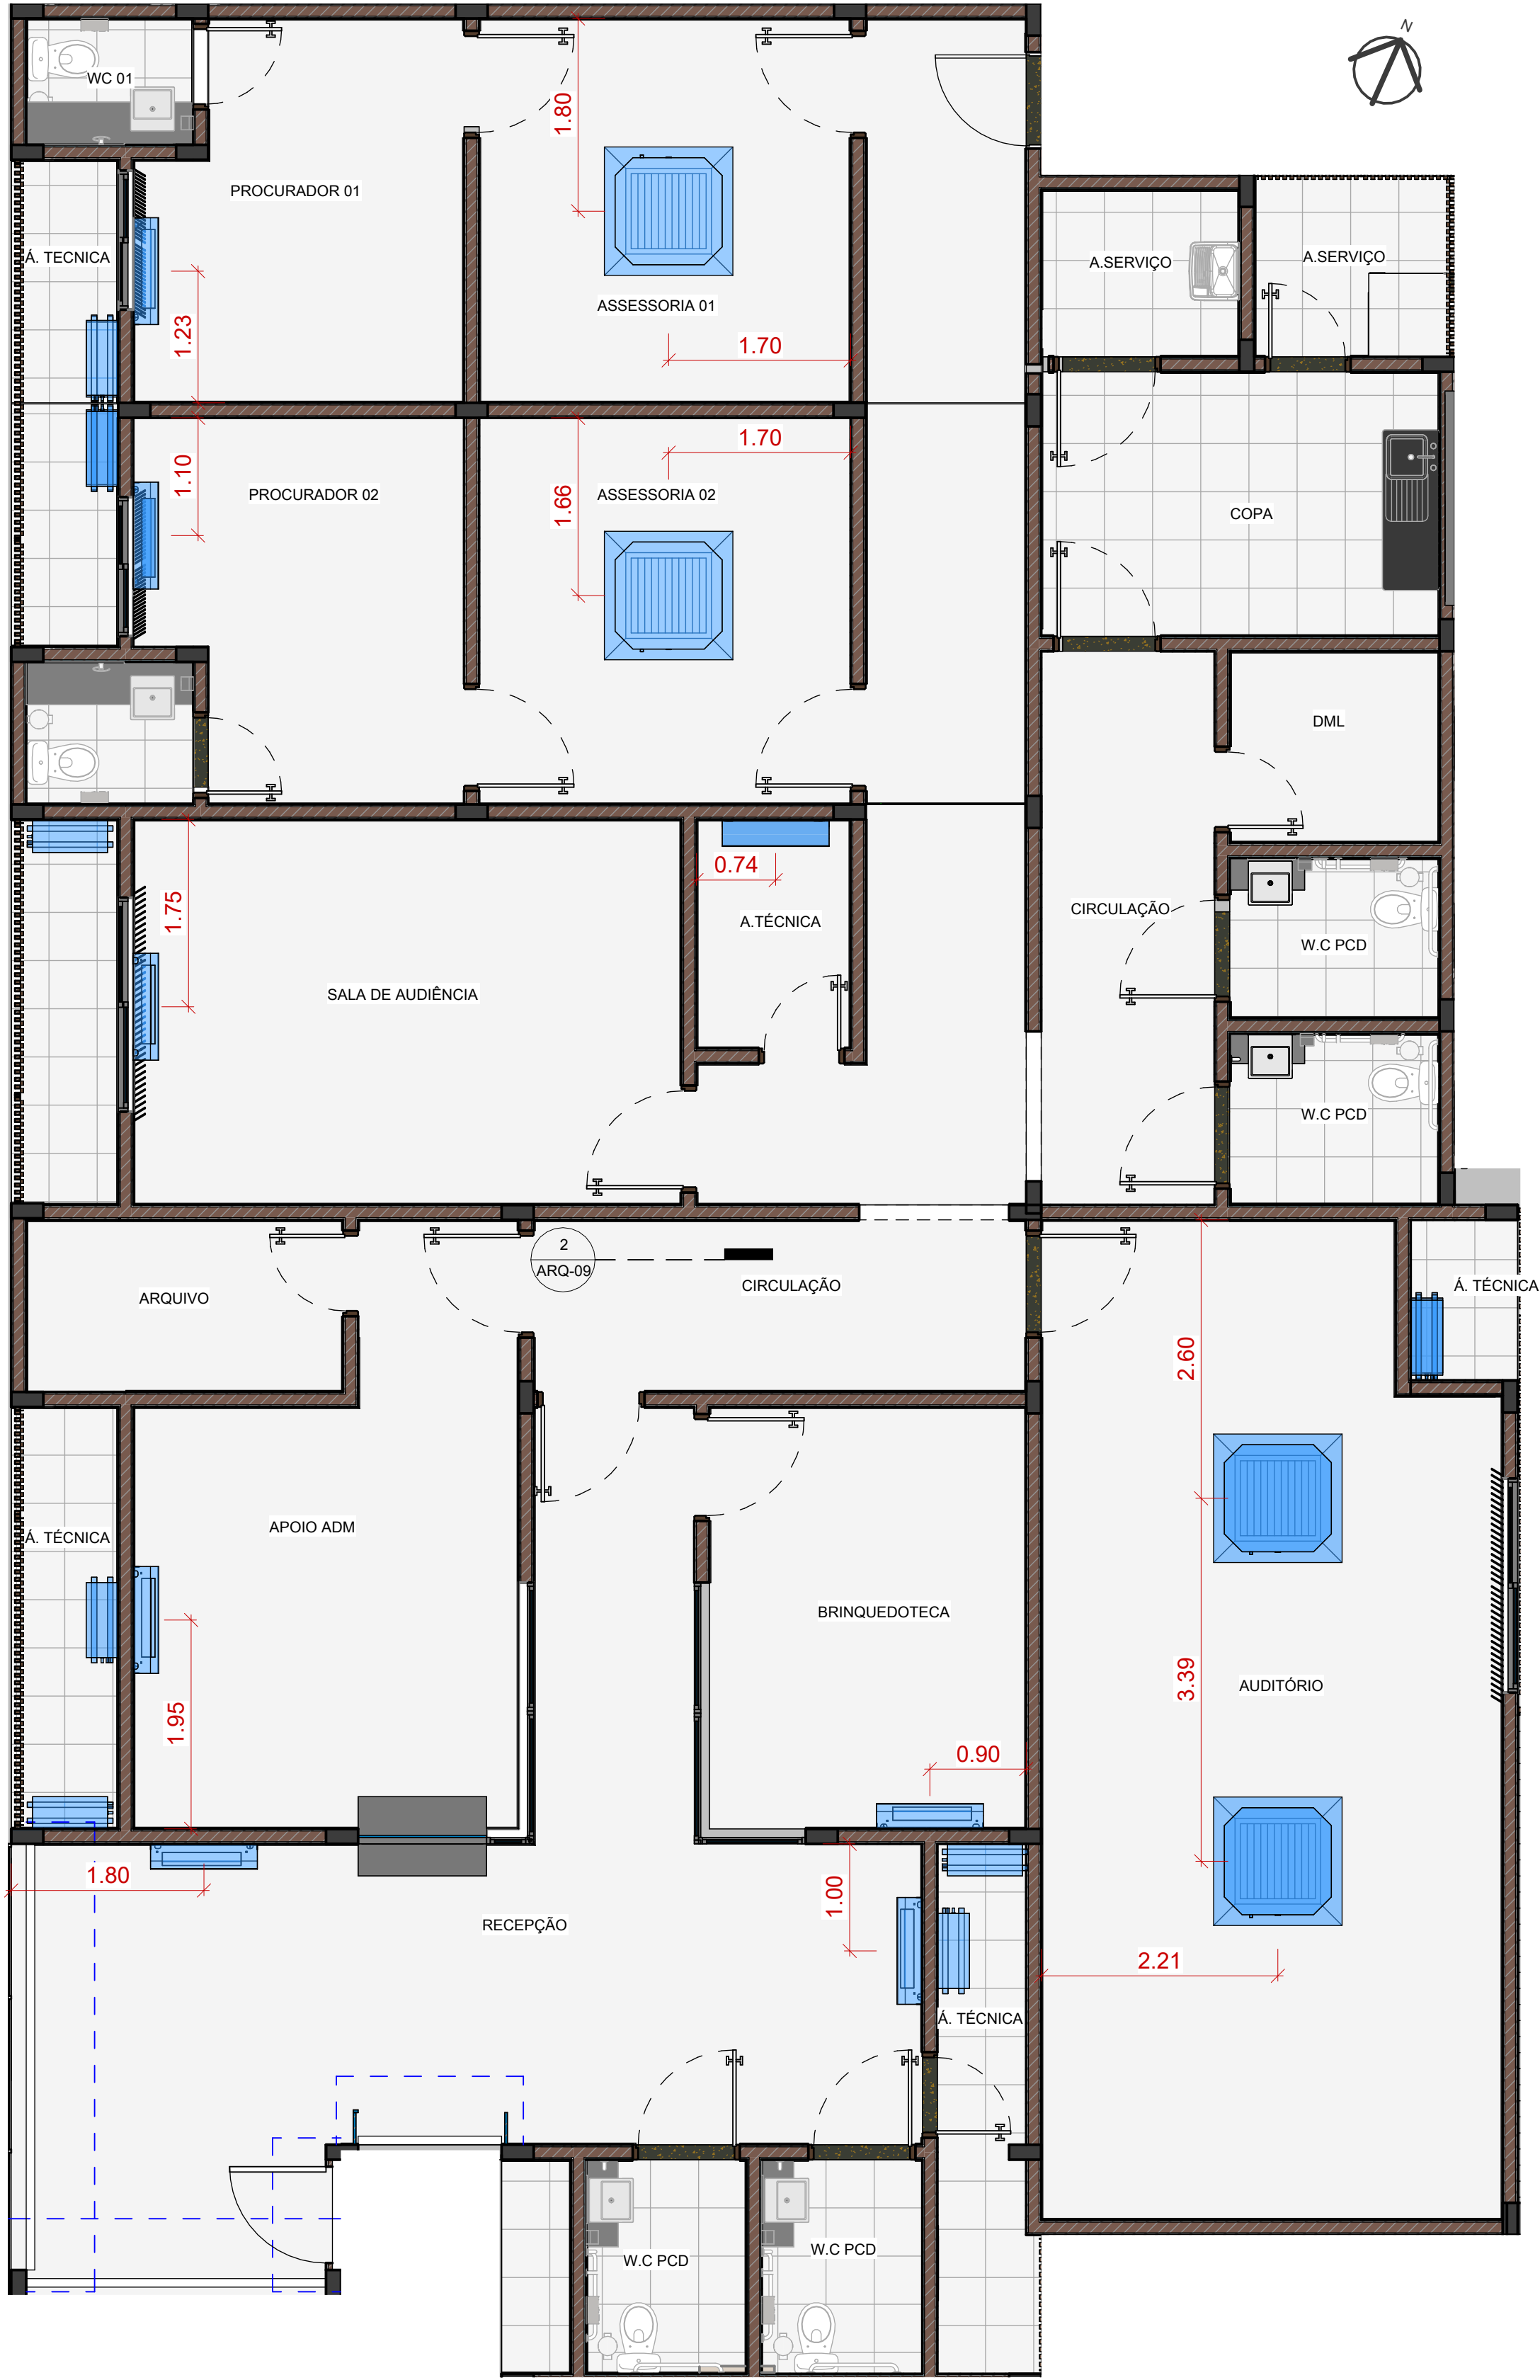 N
WC 01
1.80
PROCURADOR 01
Á. TECNICA
A.SERVIÇO
A.SERVIÇO
ASSESSORIA 01
1.23
1.70
1.70
1.10
PROCURADOR 02
1.66
ASSESSORIA 02
COPA
DML
0.74
1.75
A.TÉCNICA
CIRCULAÇÃO
W.C PCD
SALA DE AUDIÊNCIA
W.C PCD
2
ARQ-09
CIRCULAÇÃO
Á. TÉCNICA
ARQUIVO
2.60
APOIO ADM
Á. TÉCNICA
BRINQUEDOTECA
3.39
AUDITÓRIO
1.95
0.90
1.80
1.00
RECEPÇÃO
2.21
Á. TÉCNICA
W.C PCD
W.C PCD